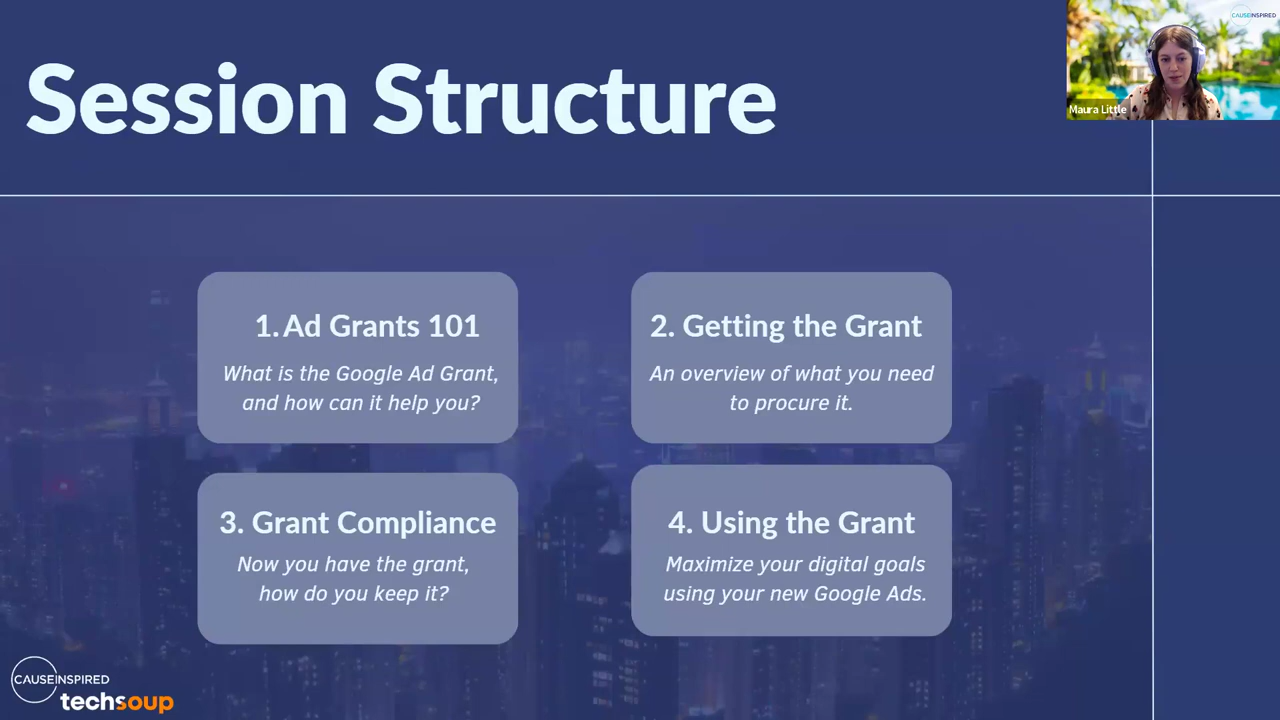 Session Structure
CAUSEINSPIRED
Maura Little
1. Ad Grants 101
What is the Google Ad Grant,
and how can it help you?
2. Getting the Grant
An overview of what you need
to procure it.
3. Grant Compliance
Now you have the grant,
how do you keep it?
4. Using the Grant
Maximize your digital goals
using your new Google Ads.
CAUSEINSPIRED
techsoup